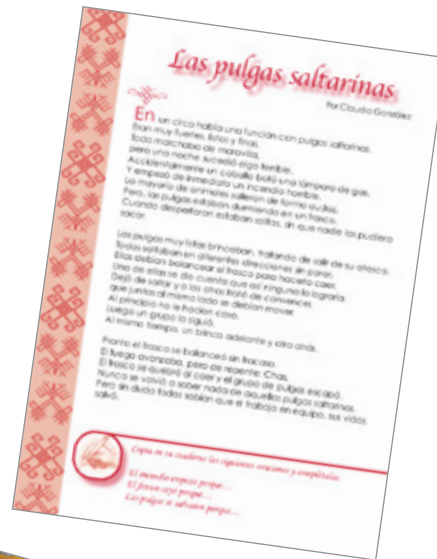 Las pulgas saltarinas
Por Claudia González
En un circo había una función con pulgas saltarinas.
Eran muy fuertes, listas y finas.
Todo marchaba de maravilla,
pero una noche sucedió algo terrible.
Accidentalmente un caballo botó una lámpara de gas.
Y empezó de inmediato un incendio horrible.
La mayoría de animales salieron de forma audaz.
Pero, las pulgas estaban durmiendo en un frasco.
Cuando despertaron estaban solitas, sin que nadie las pudiera
sacar.
Las pulgas muy listas brincaban, tratando de salir de su atasco.
Todas saltaban en diferentes direcciones sin parar.
Ellas debían balancear el frasco para hacerlo caer.
Una de ellas se dio cuenta que así ninguna lo lograría.
Dejó de saltar y a las otras trató de convencer,
que juntas al mismo lado se debían mover.
Al principio no le hacían caso.
Luego un grupo la siguió.
Al mismo tiempo, un brinco adelante y otro atrás.
Pronto el frasco se balanceó sin fracaso.
El fuego avanzaba, pero de repente: Chas,
El frasco se quebró al caer y el grupo de pulgas escapó.
Nunca se volvió a saber nada de aquellas pulgas saltarinas.
Pero sin duda todas sabían que el trabajo en equipo, sus vidas
salvó.
Copia en tu cuaderno las siguientes oraciones y complétalas.
El incendio empezó porque...
El frasco cayó porque...
Las pulgas se salvaron porque...